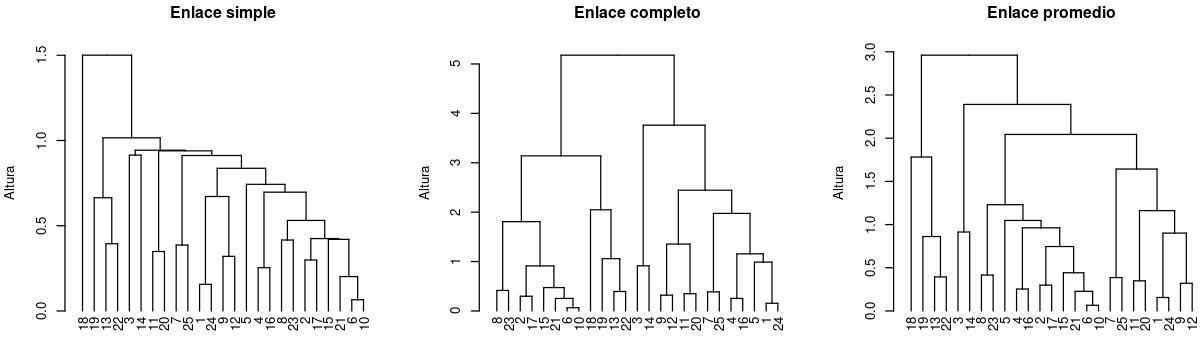 Enlace simple
Altura
0.0 0.5 1.0 1.5
18 19 13 22 3 14 11 20 7 25 1 24 9 12 5 4 16 8 23 2 17 15 21 6 10
Enlace completo
Altura
0 1 2 3 4 5
8 23 2 17 15 21 6 10 18 19 13 22 3 14 9 12 11 20 7 25 4 16 5 1 24
Enlace promedio
Altura
0.0 0.5 1.0 1.5 2.0 2.5 3.0
18 19 13 22 3 14 8 23 5 4 16 2 17 15 21 6 10 7 25 11 20 1 24 9 12